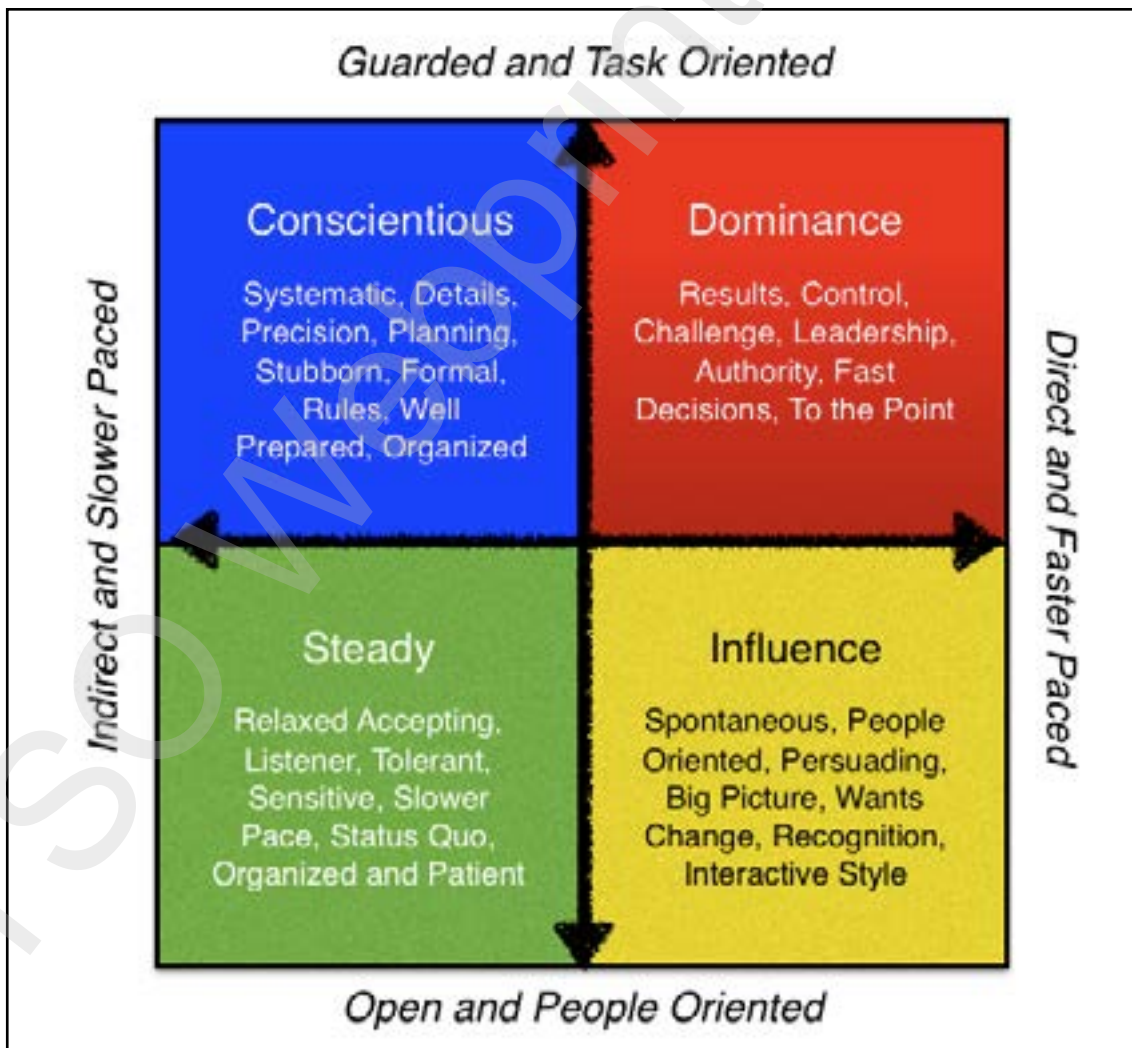 Guarded and Task Oriented
Indirect and Slower Paced
Conscientious
Systematic, Details,
Precision, Planning,
Stubborn, Formal,
Rules, Well
Prepared, Organized
Dominance
Results, Control,
Challenge, Leadership,
Authority, Fast
Decisions, To the Point
Direct and Faster Paced
Steady
Relaxed Accepting,
Listener, Tolerant,
Sensitive, Slower
Pace, Status Quo,
Organized and Patient
Influence
Spontaneous, People
Oriented, Persuading,
Big Picture, Wants
Change, Recognition,
Interactive Style
Open and People Oriented
SO Webprint